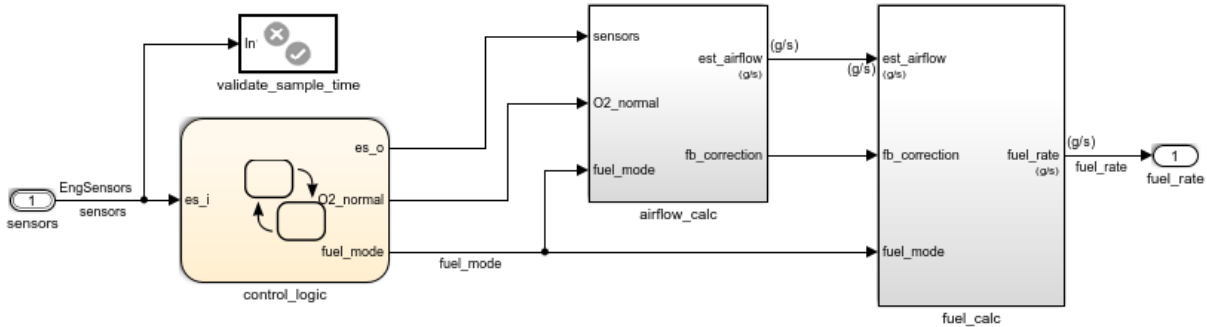 In
validate_sample_time
1
sensors
EngSensors
sensors
es_i
es_o
O2_normal
fuel_mode
control_logic
fuel_mode
sensors
O2_normal
fuel_mode
est_airflow
(g/s)
fb_correction
airflow_calc
(g/s)
(g/s)
est_airflow
(g/s)
fb_correction
fuel_mode
fuel_rate
(g/s)
fuel_calc
(g/s)
fuel_rate
1
fuel_rate